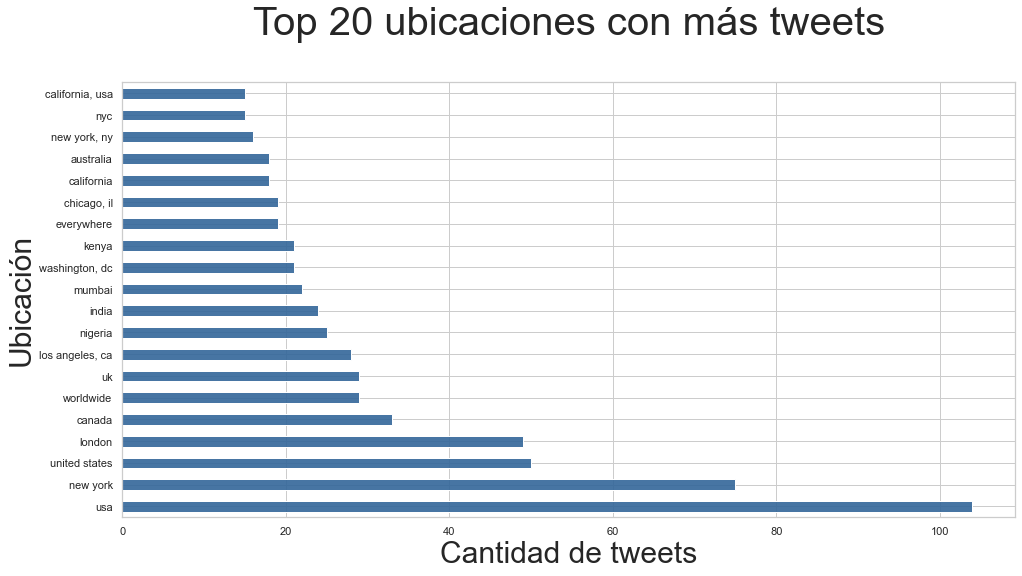 Top 20 ubicaciones con más tweets
california, usa
nyc
new york, ny
australia
california
chicago, il
everywhere
kenya
washington, dc
mumbai
india
nigeria
los angeles, ca
uk
worldwide
canada
london
united states
new york
usa
Ubicación
0 20 40 60 80 100
Cantidad de tweets